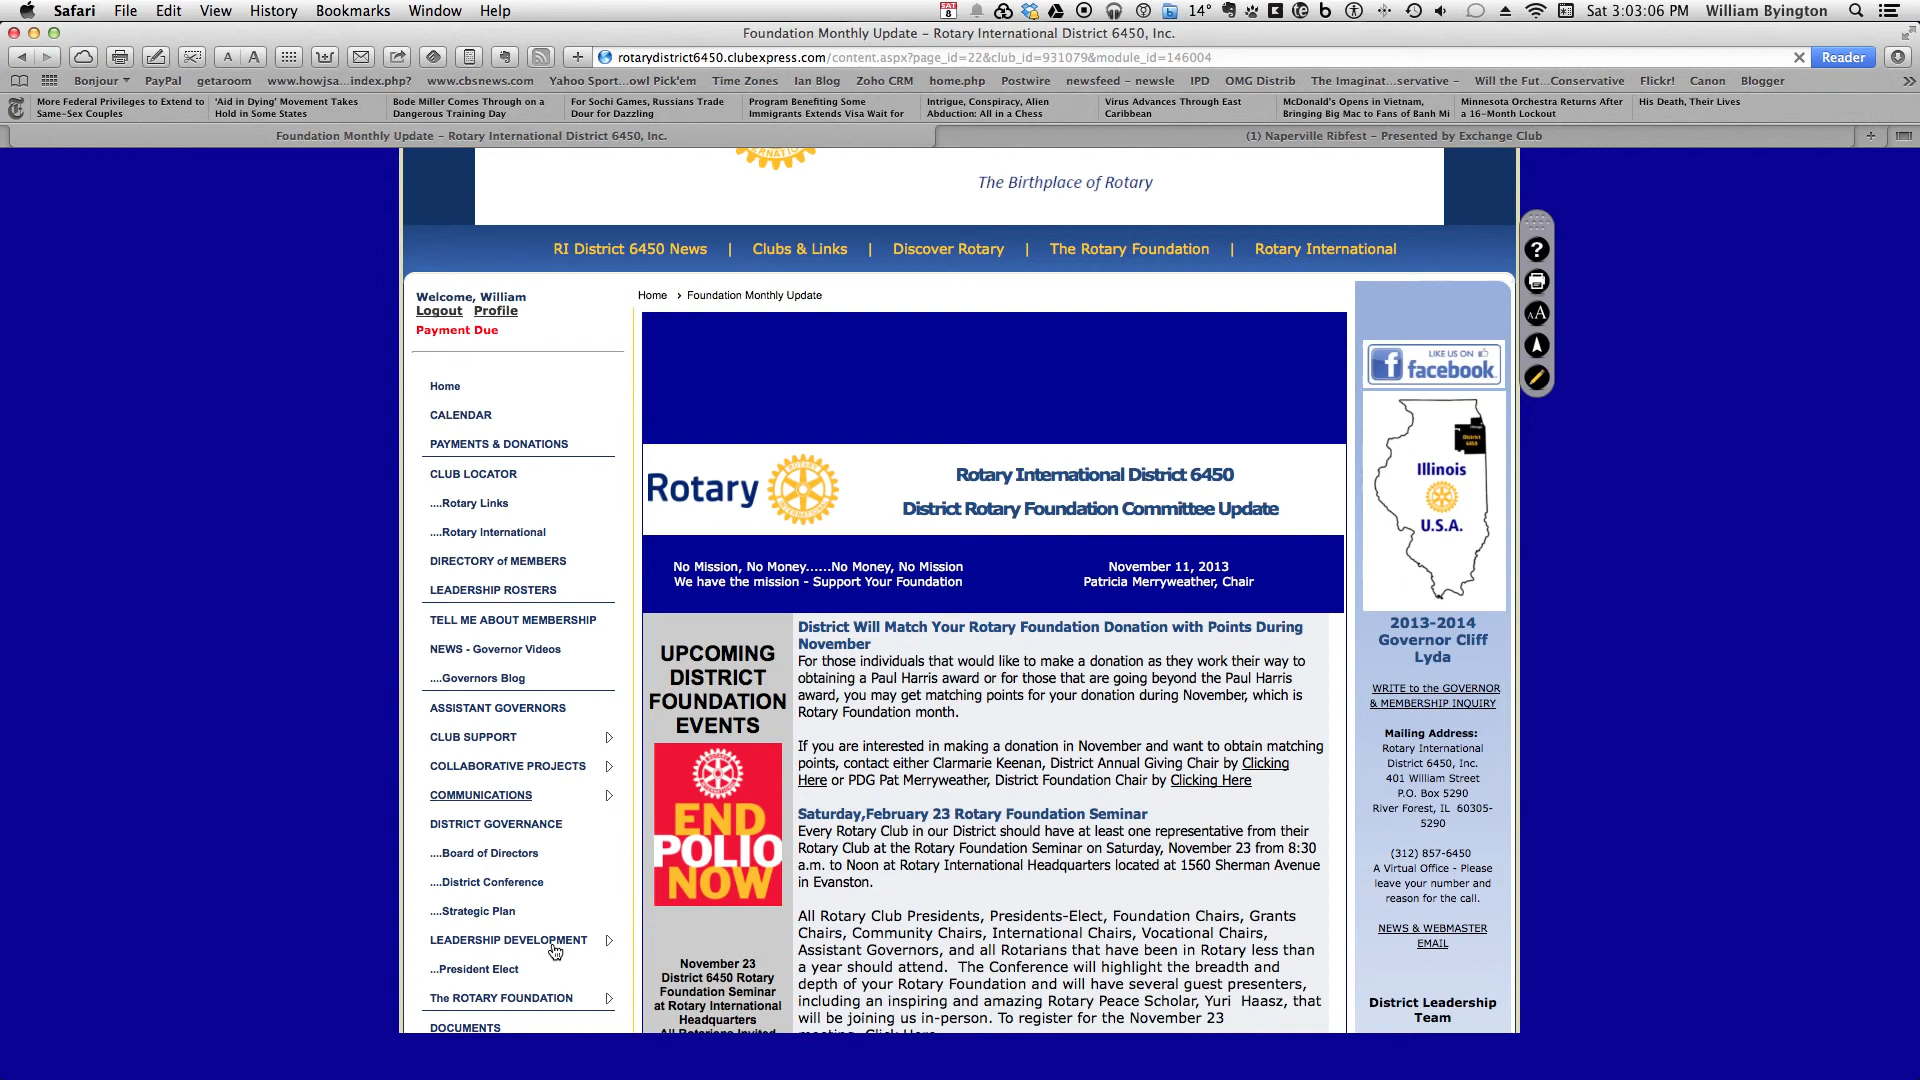 Safari File Edit View History Bookmarks Window Help
SAT 8
14°
Sat 3:03:06 PM William Byington
Foundation Monthly Update – Rotary International District 6450, Inc.
A A
rotarydistrict6450.clubexpress.com/content.aspx?page_id=22&club_id=931079&module_id=146004
Reader
Bonjour PayPal getaroom www.howjsa...index.php? www.cbsnews.com Yahoo Sport...owl Pick'em Time Zones Ian Blog Zoho CRM home.php Postwire newsfeed – newsle IPD OMG Distrib The Imaginat...servative – Will the Fut...Conservative Flickr! Canon Blogger
More Federal Privileges to Extend to Same-Sex Couples
'Aid in Dying' Movement Takes Hold in Some States
Bode Miller Comes Through on a Dangerous Training Day
For Sochi Games, Russians Trade Dour for Dazzling
Program Benefiting Some Immigrants Extends Visa Wait for
Intrigue, Conspiracy, Alien Abduction: All in a Chess
Virus Advances Through East Caribbean
McDonald's Opens in Vietnam, Bringing Big Mac to Fans of Banh Mi
Minnesota Orchestra Returns After a 16-Month Lockout
His Death, Their Lives
Foundation Monthly Update – Rotary International District 6450, Inc.
(1) Naperville Ribfest – Presented by Exchange Club
The Birthplace of Rotary
RI District 6450 News | Clubs & Links | Discover Rotary | The Rotary Foundation | Rotary International
Welcome, William
Logout Profile
Payment Due
Home
CALENDAR
PAYMENTS & DONATIONS
CLUB LOCATOR
....Rotary Links
....Rotary International
DIRECTORY of MEMBERS
LEADERSHIP ROSTERS
TELL ME ABOUT MEMBERSHIP
NEWS - Governor Videos
....Governors Blog
ASSISTANT GOVERNORS
CLUB SUPPORT
COLLABORATIVE PROJECTS
COMMUNICATIONS
DISTRICT GOVERNANCE
....Board of Directors
....District Conference
....Strategic Plan
LEADERSHIP DEVELOPMENT
...President Elect
The ROTARY FOUNDATION
DOCUMENTS
Home › Foundation Monthly Update
Rotary
Rotary International District 6450
District Rotary Foundation Committee Update
No Mission, No Money......No Money, No Mission
We have the mission - Support Your Foundation
November 11, 2013
Patricia Merryweather, Chair
UPCOMING
DISTRICT
FOUNDATION
EVENTS
END
POLIO
NOW
November 23
District 6450 Rotary
Foundation Seminar
at Rotary International
Headquarters
All Rotarians Invited
District Will Match Your Rotary Foundation Donation with Points During
November
For those individuals that would like to make a donation as they work their way to
obtaining a Paul Harris award or for those that are going beyond the Paul Harris
award, you may get matching points for your donation during November, which is
Rotary Foundation month.
If you are interested in making a donation in November and want to obtain matching
points, contact either Clarmarie Keenan, District Annual Giving Chair by Clicking
Here or PDG Pat Merryweather, District Foundation Chair by Clicking Here
Saturday,February 23 Rotary Foundation Seminar
Every Rotary Club in our District should have at least one representative from their
Rotary Club at the Rotary Foundation Seminar on Saturday, November 23 from 8:30
a.m. to Noon at Rotary International Headquarters located at 1560 Sherman Avenue
in Evanston.
All Rotary Club Presidents, Presidents-Elect, Foundation Chairs, Grants
Chairs, Community Chairs, International Chairs, Vocational Chairs,
Assistant Governors, and all Rotarians that have been in Rotary less than
a year should attend. The Conference will highlight the breadth and
depth of your Rotary Foundation and will have several guest presenters,
including an inspiring and amazing Rotary Peace Scholar, Yuri Haasz, that
will be joining us in-person. To register for the November 23
meeting, Click Here
LIKE US ON
facebook
District
6450
Illinois
U.S.A.
2013-2014
Governor Cliff
Lyda
WRITE to the GOVERNOR
& MEMBERSHIP INQUIRY
Mailing Address:
Rotary International
District 6450, Inc.
401 William Street
P.O. Box 5290
River Forest, IL 60305-
5290
(312) 857-6450
A Virtual Office - Please
leave your number and
reason for the call.
NEWS & WEBMASTER
EMAIL
District Leadership
Team
?
AA